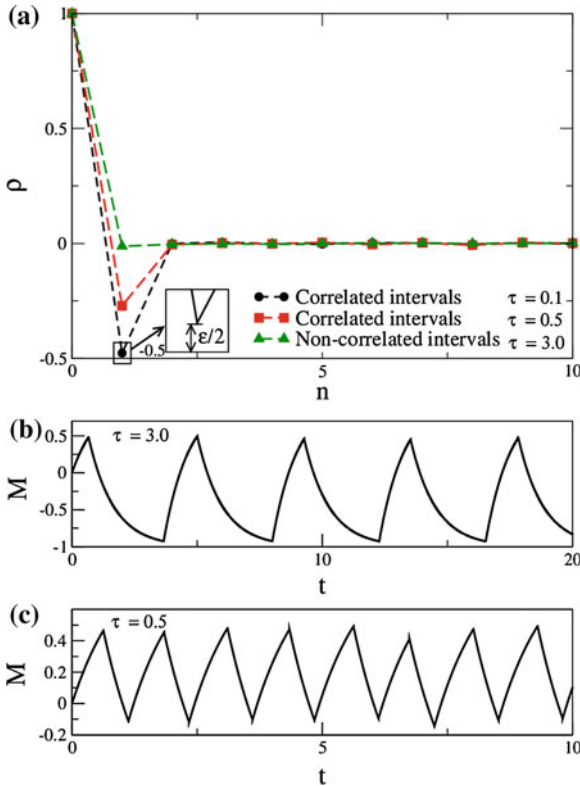 (a)
1
0.5
0
-0.5
ρ
-0.5
ε/2
Correlated intervals τ = 0.1
Correlated intervals τ = 0.5
Non-correlated intervals τ = 3.0
0 5 10
n
(b)
τ = 3.0
0.5
0
-0.5
-1
M
0 5 10 15 20
t
(c)
τ = 0.5
0.4
0.2
0
-0.2
M
0 5 10
t